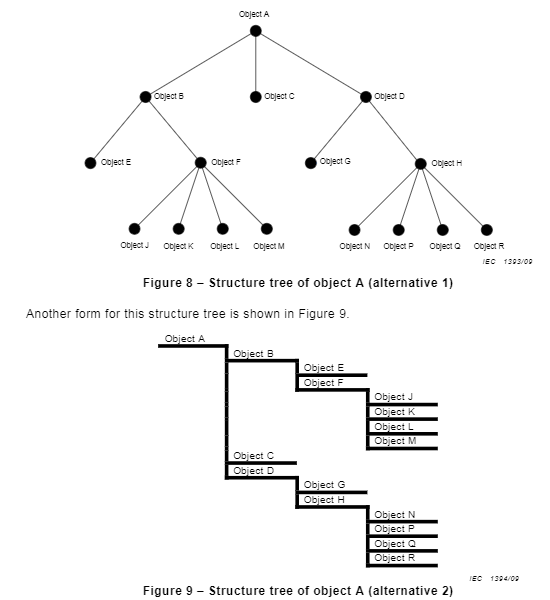 Object A
Object B
Object C
Object D
Object E
Object F
Object G
Object H
Object J
Object K
Object L
Object M
Object N
Object P
Object Q
Object R
IEC 1393/09
Figure 8 – Structure tree of object A (alternative 1)
Another form for this structure tree is shown in Figure 9.
Object A
Object B
Object E
Object F
Object J
Object K
Object L
Object M
Object C
Object D
Object G
Object H
Object N
Object P
Object Q
Object R
IEC 1394/09
Figure 9 – Structure tree of object A (alternative 2)